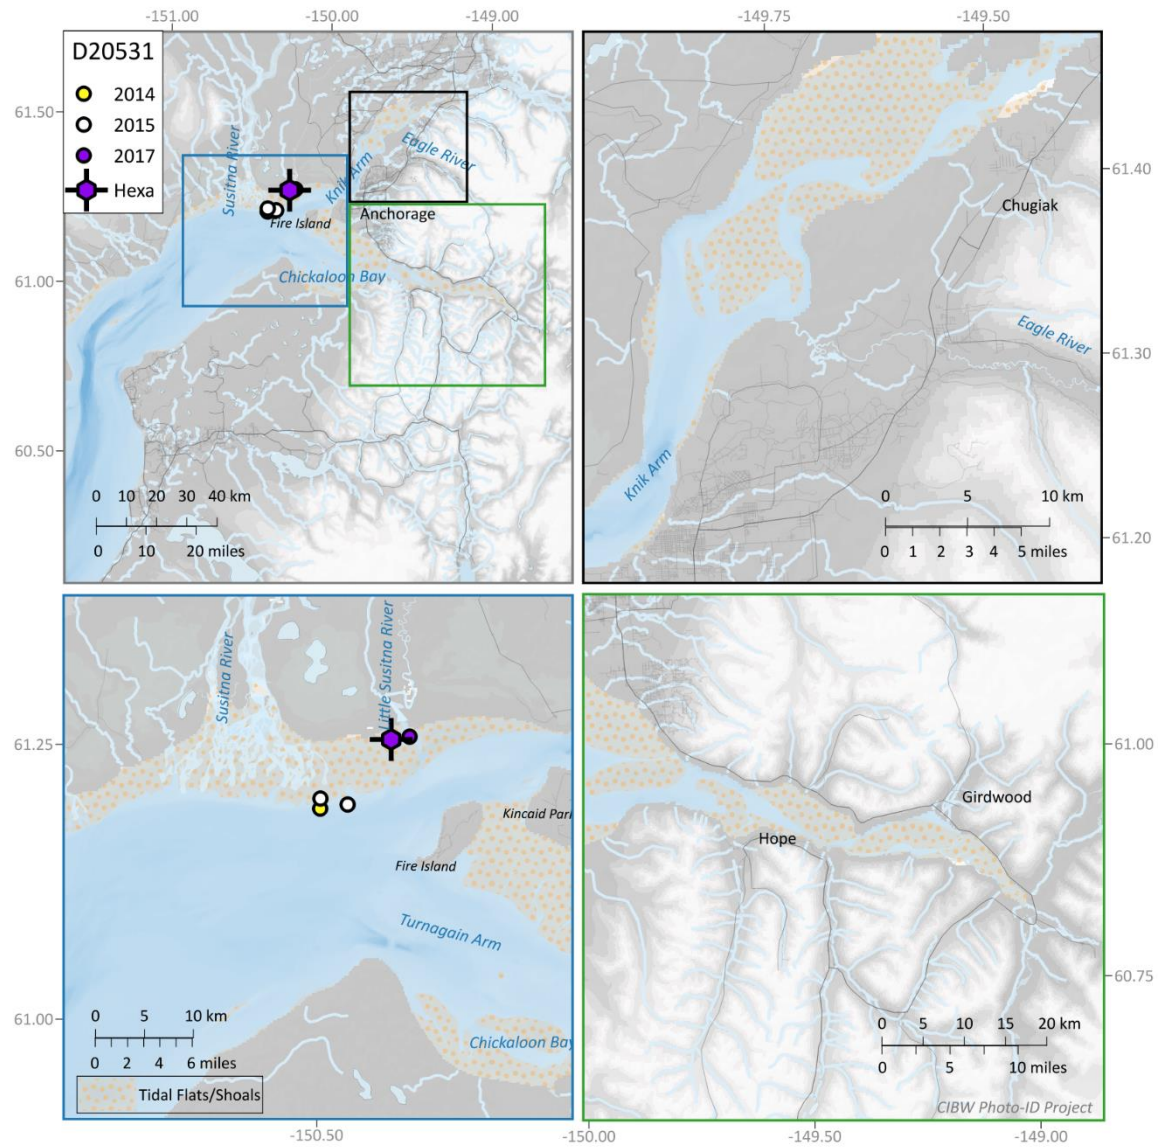 -151.00 -150.00 -149.00
-149.75 -149.50
D20531
2014
2015
2017
Hexa
61.50
61.00
60.50
Susitna River
Knik Arm
Eagle River
Anchorage
Fire Island
Chickaloon Bay
0 10 20 30 40 km
0 10 20 miles
61.40
61.30
61.20
Chugiak
Eagle River
Knik Arm
0 5 10 km
0 1 2 3 4 5 miles
Susitna River
Little Susitna River
61.25
61.00
Kincaid Par
Fire Island
Turnagain Arm
Chickaloon Bay
0 5 10 km
0 2 4 6 miles
Tidal Flats/Shoals
-150.50
61.00
60.75
Girdwood
Hope
0 5 10 15 20 km
0 5 10 miles
CIBW Photo-ID Project
-150.00 -149.50 -149.00